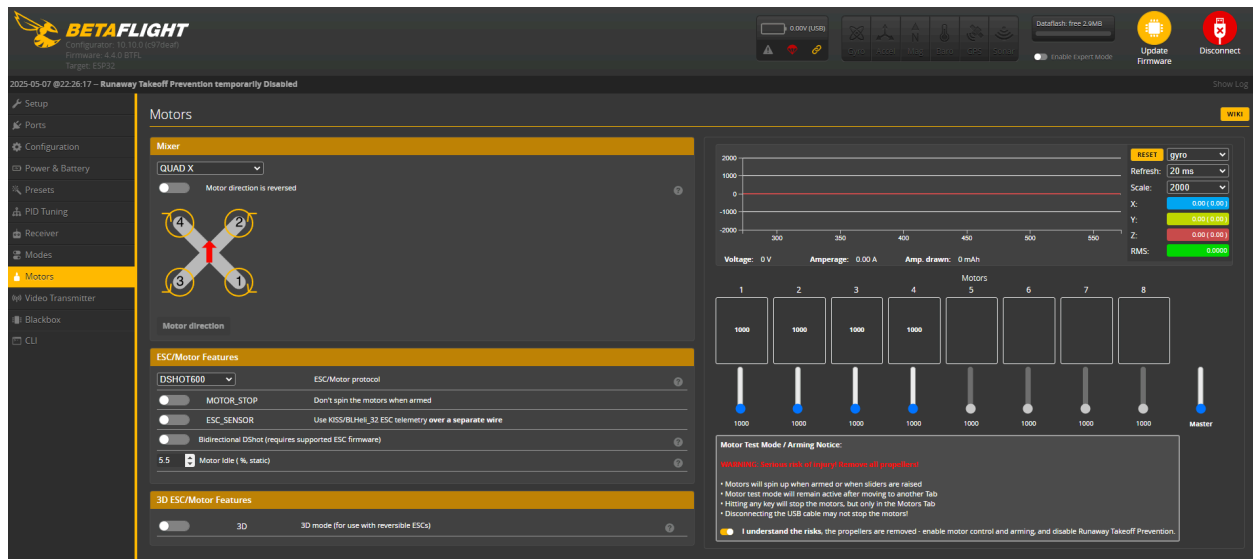 BETAFLIGHT
Configurator: 10.10.0 (c97deaf)
Firmware: 4.4.0 BTFL
Target: ESP32
0.00V (USB)
Gyro Accel Mag Baro GPS Sonar
Dataflash: free 2.9MB
Enable Expert Mode
Update Firmware
Disconnect
2025-05-07 @22:26:17 – Runaway Takeoff Prevention temporarily Disabled
Show Log
Setup
Ports
Configuration
Power & Battery
Presets
PID Tuning
Receiver
Modes
Motors
Video Transmitter
Blackbox
CLI
Motors
WIKI
Mixer
QUAD X
Motor direction is reversed
4 2
3 1
Motor direction
ESC/Motor Features
DSHOT600 ESC/Motor protocol
MOTOR_STOP Don't spin the motors when armed
ESC_SENSOR Use KISS/BLHeli_32 ESC telemetry over a separate wire
Bidirectional DShot (requires supported ESC firmware)
5.5 Motor Idle ( %, static)
3D ESC/Motor Features
3D 3D mode (for use with reversible ESCs)
2000
1000
0
-1000
-2000
300 350 400 450 500 550
Voltage: 0 V Amperage: 0.00 A Amp. drawn: 0 mAh
RESET gyro
Refresh: 20 ms
Scale: 2000
X: 0.00 ( 0.00 )
Y: 0.00 ( 0.00 )
Z: 0.00 ( 0.00 )
RMS: 0.0000
Motors
1 2 3 4 5 6 7 8
1000 1000 1000 1000
1000 1000 1000 1000 1000 1000 1000 1000 Master
Motor Test Mode / Arming Notice:
WARNING: Serious risk of injury! Remove all propellers!
• Motors will spin up when armed or when sliders are raised
• Motor test mode will remain active after moving to another Tab
• Hitting any key will stop the motors, but only in the Motors Tab
• Disconnecting the USB cable may not stop the motors!
I understand the risks, the propellers are removed - enable motor control and arming, and disable Runaway Takeoff Prevention.